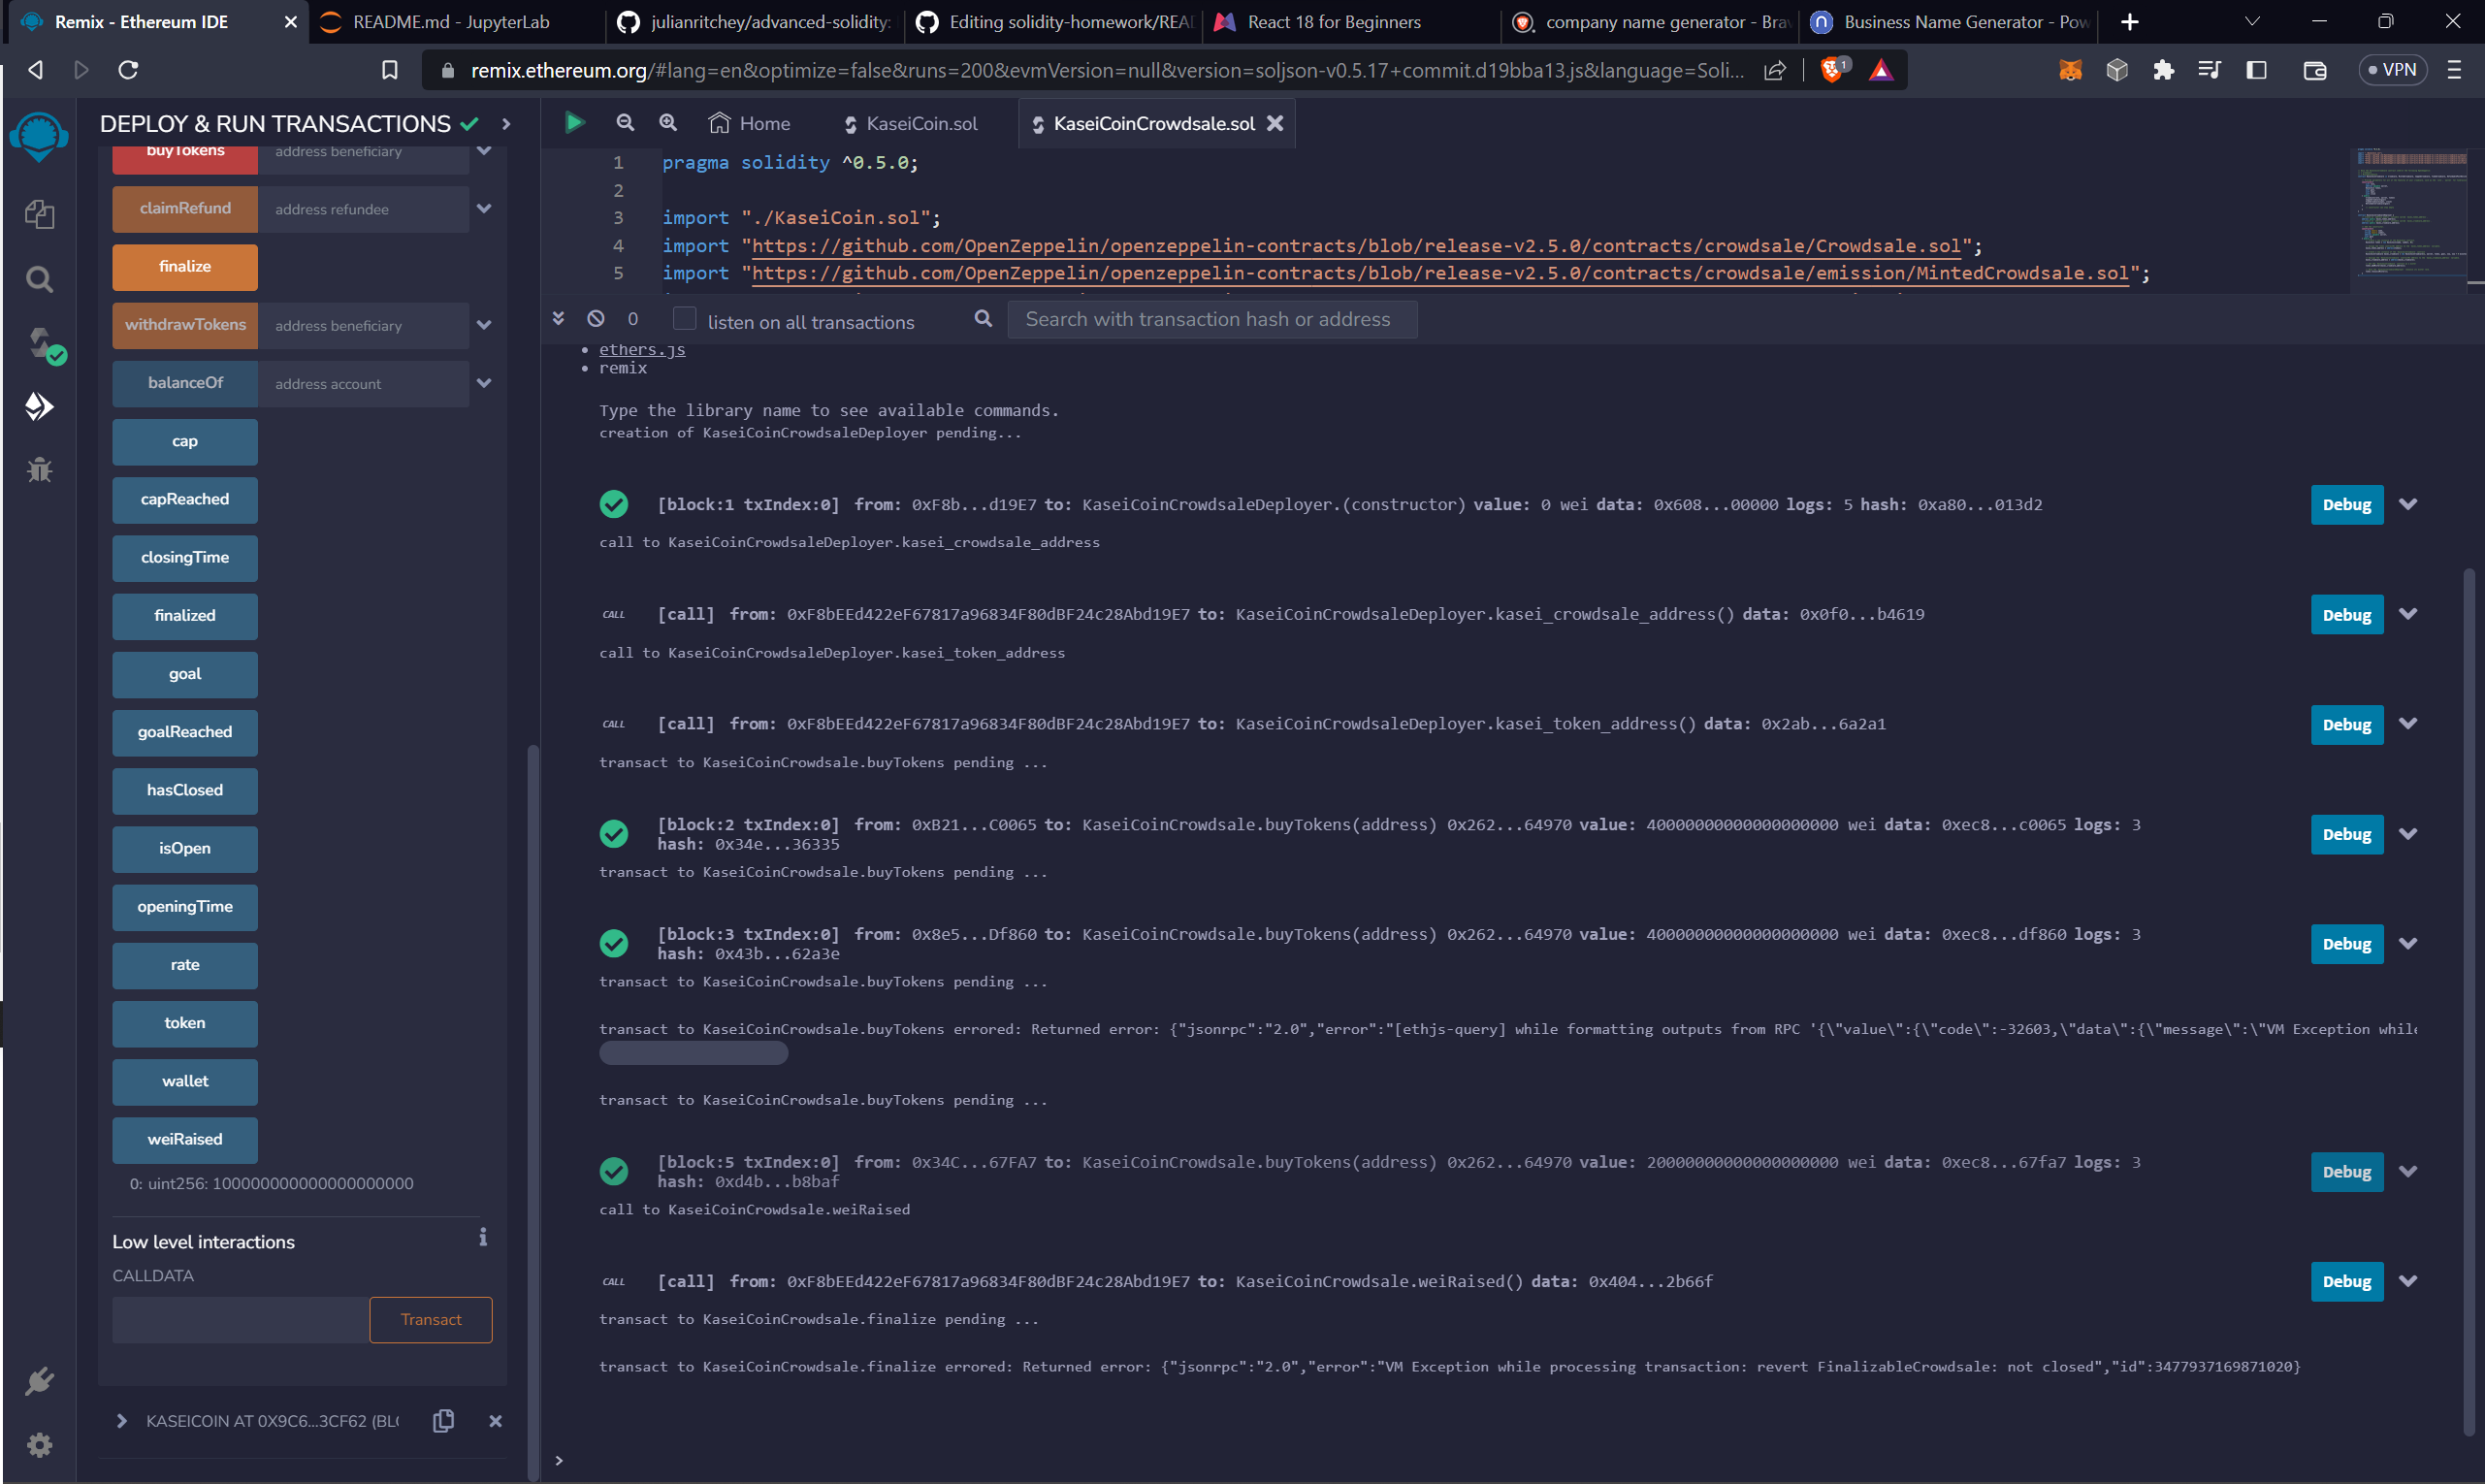 Remix - Ethereum IDE
README.md - JupyterLab
julianritchey/advanced-solidity:
Editing solidity-homework/REA
React 18 for Beginners
company name generator - Brav
Business Name Generator - Pow
remix.ethereum.org/#lang=en&optimize=false&runs=200&evmVersion=null&version=soljson-v0.5.17+commit.d19bba13.js&language=Soli...
1
VPN
DEPLOY & RUN TRANSACTIONS
Home
KaseiCoin.sol
KaseiCoinCrowdsale.sol
buyTokens address beneficiary
claimRefund address refundee
finalize
withdrawTokens address beneficiary
balanceOf address account
cap
capReached
closingTime
finalized
goal
goalReached
hasClosed
isOpen
openingTime
rate
token
wallet
weiRaised
0: uint256: 100000000000000000000
Low level interactions
CALLDATA
Transact
KASEICOIN AT 0X9C6...3CF62 (BLO
1 pragma solidity ^0.5.0;
2
3 import "./KaseiCoin.sol";
4 import "https://github.com/OpenZeppelin/openzeppelin-contracts/blob/release-v2.5.0/contracts/crowdsale/Crowdsale.sol";
5 import "https://github.com/OpenZeppelin/openzeppelin-contracts/blob/release-v2.5.0/contracts/crowdsale/emission/MintedCrowdsale.sol";
0 listen on all transactions Search with transaction hash or address
• ethers.js
• remix
Type the library name to see available commands.
creation of KaseiCoinCrowdsaleDeployer pending...
[block:1 txIndex:0] from: 0xF8b...d19E7 to: KaseiCoinCrowdsaleDeployer.(constructor) value: 0 wei data: 0x608...00000 logs: 5 hash: 0xa80...013d2
Debug
call to KaseiCoinCrowdsaleDeployer.kasei_crowdsale_address
CALL [call] from: 0xF8bEEd422eF67817a96834F80dBF24c28Abd19E7 to: KaseiCoinCrowdsaleDeployer.kasei_crowdsale_address() data: 0x0f0...b4619
Debug
call to KaseiCoinCrowdsaleDeployer.kasei_token_address
CALL [call] from: 0xF8bEEd422eF67817a96834F80dBF24c28Abd19E7 to: KaseiCoinCrowdsaleDeployer.kasei_token_address() data: 0x2ab...6a2a1
Debug
transact to KaseiCoinCrowdsale.buyTokens pending ...
[block:2 txIndex:0] from: 0xB21...C0065 to: KaseiCoinCrowdsale.buyTokens(address) 0x262...64970 value: 40000000000000000000 wei data: 0xec8...c0065 logs: 3
hash: 0x34e...36335
Debug
transact to KaseiCoinCrowdsale.buyTokens pending ...
[block:3 txIndex:0] from: 0x8e5...Df860 to: KaseiCoinCrowdsale.buyTokens(address) 0x262...64970 value: 40000000000000000000 wei data: 0xec8...df860 logs: 3
hash: 0x43b...62a3e
Debug
transact to KaseiCoinCrowdsale.buyTokens pending ...
transact to KaseiCoinCrowdsale.buyTokens errored: Returned error: {"jsonrpc":"2.0","error":"[ethjs-query] while formatting outputs from RPC '{\"value\":{\"code\":-32603,\"data\":{\"message\":\"VM Exception while
transact to KaseiCoinCrowdsale.buyTokens pending ...
[block:5 txIndex:0] from: 0x34C...67FA7 to: KaseiCoinCrowdsale.buyTokens(address) 0x262...64970 value: 20000000000000000000 wei data: 0xec8...67fa7 logs: 3
hash: 0xd4b...b8baf
Debug
call to KaseiCoinCrowdsale.weiRaised
CALL [call] from: 0xF8bEEd422eF67817a96834F80dBF24c28Abd19E7 to: KaseiCoinCrowdsale.weiRaised() data: 0x404...2b66f
Debug
transact to KaseiCoinCrowdsale.finalize pending ...
transact to KaseiCoinCrowdsale.finalize errored: Returned error: {"jsonrpc":"2.0","error":"VM Exception while processing transaction: revert FinalizableCrowdsale: not closed","id":3477937169871020}
>